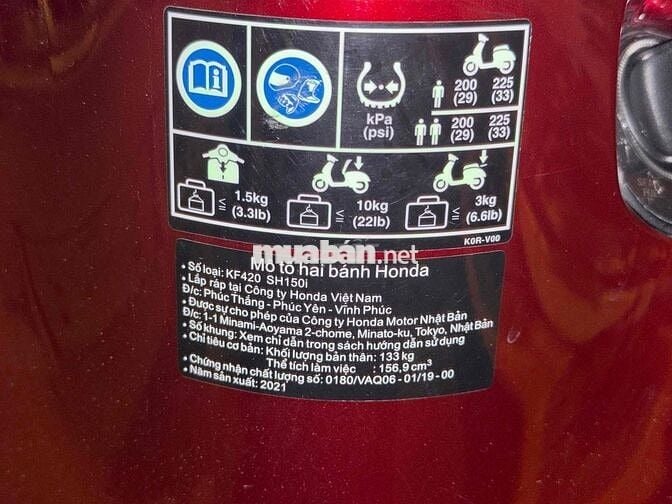 kPa
(psi)
200
(29)
225
(33)
200
(29)
225
(33)
≤ 1.5kg
(3.3lb)
≤ 10kg
(22lb)
≤ 3kg
(6.6lb)
K0R-V00
muaban.net
Mô tô hai bánh Honda
• Số loại: KF420 SH150i
• Lắp ráp tại Công ty Honda Việt Nam
Đ/c: Phúc Thắng - Phúc Yên - Vĩnh Phúc
• Được sự cho phép của Công ty Honda Motor Nhật Bản
Đ/c: 1-1 Minami-Aoyama 2-chome, Minato-ku, Tokyo, Nhật Bản
• Số khung: Xem chỉ dẫn trong sách hướng dẫn sử dụng
• Chỉ tiêu cơ bản: Khối lượng bản thân: 133 kg
Thể tích làm việc : 156,9 cm³
• Chứng nhận chất lượng số: 0180/VAQ06 - 01/19 - 00
• Năm sản xuất: 2021